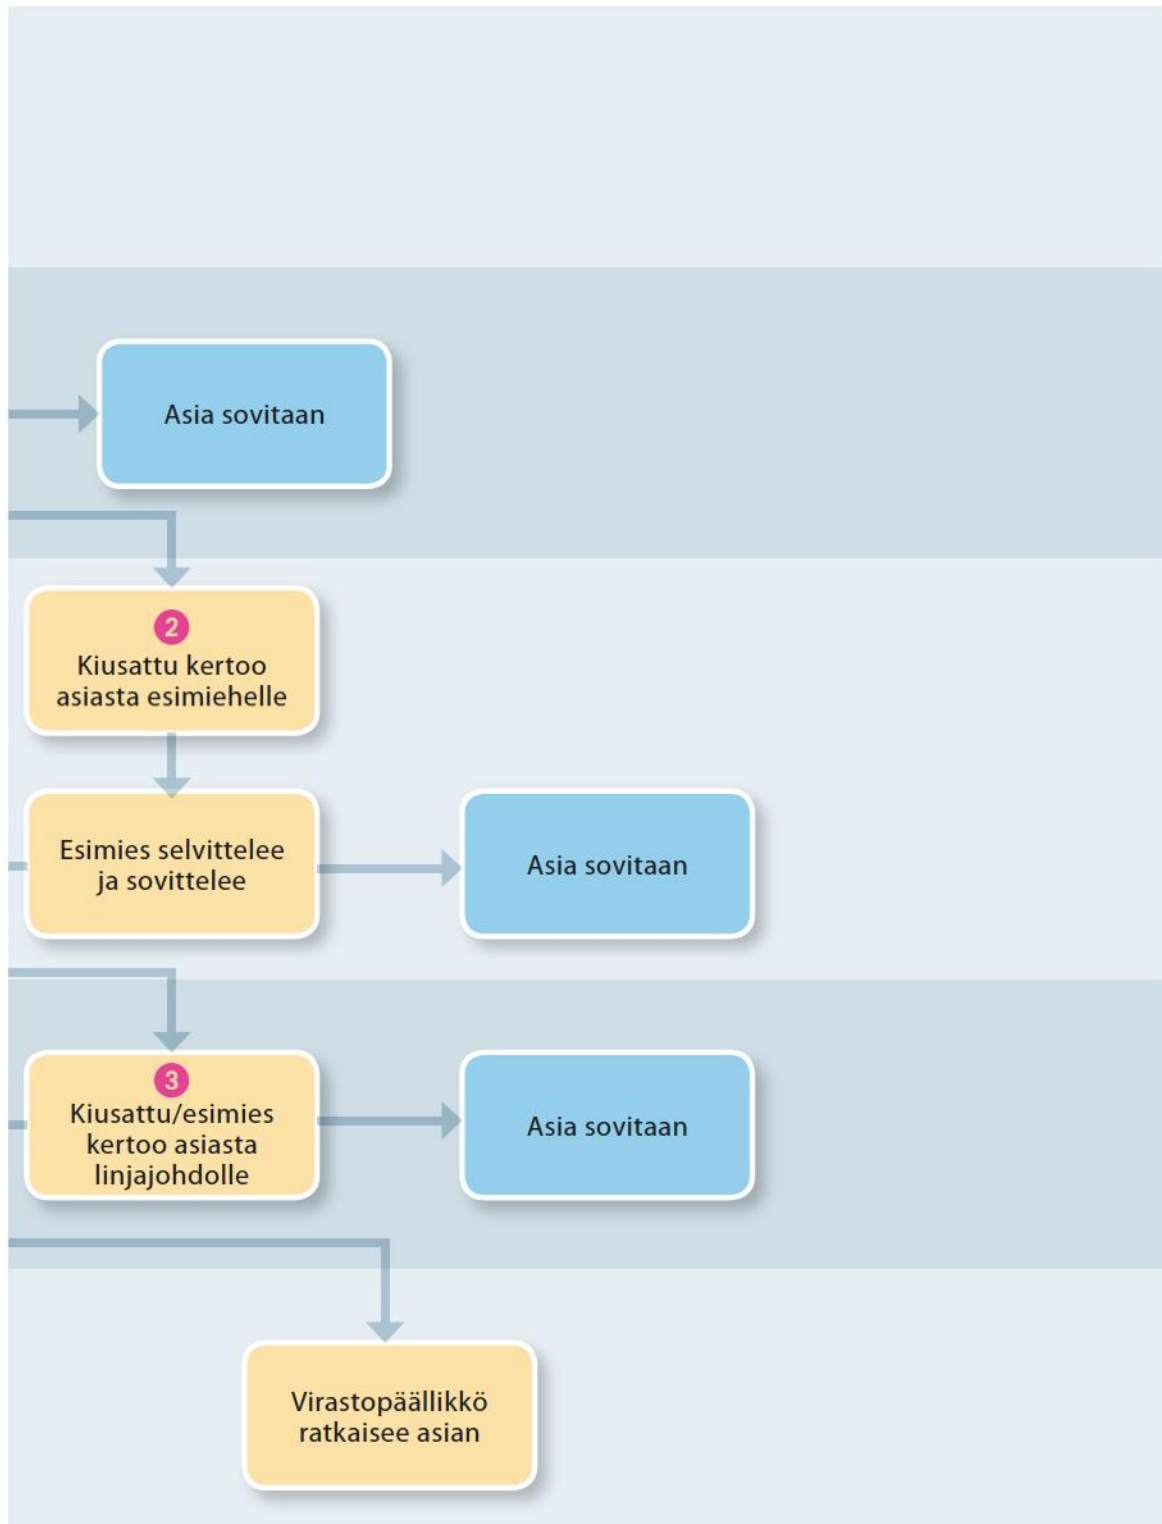 Asia sovitaan
2
Kiusattu kertoo
asiasta esimiehelle
Esimies selvittelee
ja sovittelee
Asia sovitaan
3
Kiusattu/esimies
kertoo asiasta
linjajohdolle
Asia sovitaan
Virastopäällikkö
ratkaisee asian